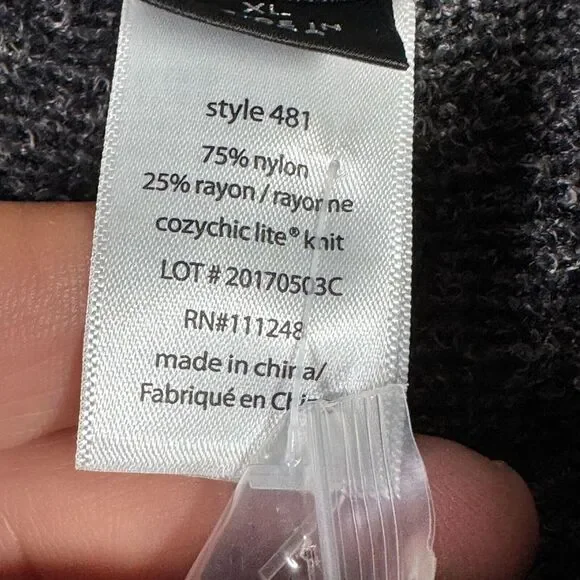 XL
style 481
75% nylon
25% rayon / rayonne
cozychic lite® knit
LOT # 20170503C
RN#111248
made in china/
Fabriqué en Chine